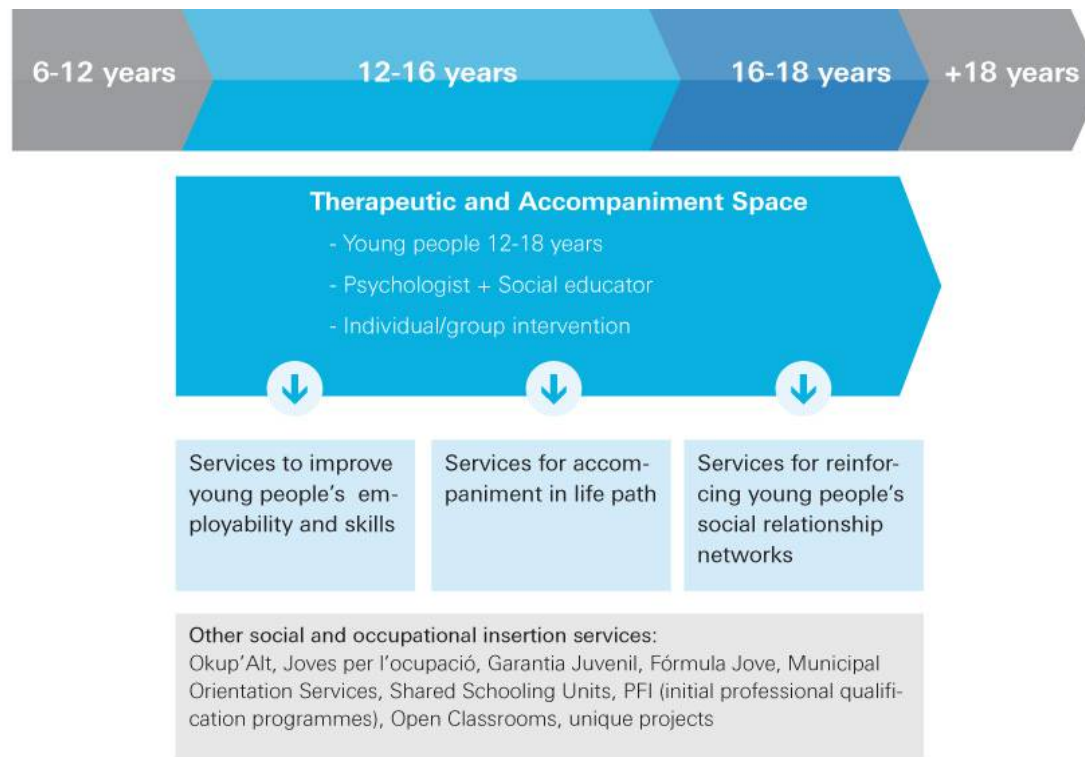 6-12 years
12-16 years
16-18 years
+18 years
Therapeutic and Accompaniment Space
- Young people 12-18 years
- Psychologist + Social educator
- Individual/group intervention
Services to improve
young people's em-
ployability and skills
Services for accom-
paniment in life path
Services for reinfor-
cing young people's
social relationship
networks
Other social and occupational insertion services:
Okup'Alt, Joves per l'ocupació, Garantia Juvenil, Fórmula Jove, Municipal
Orientation Services, Shared Schooling Units, PFI (initial professional qualifi-
cation programmes), Open Classrooms, unique projects